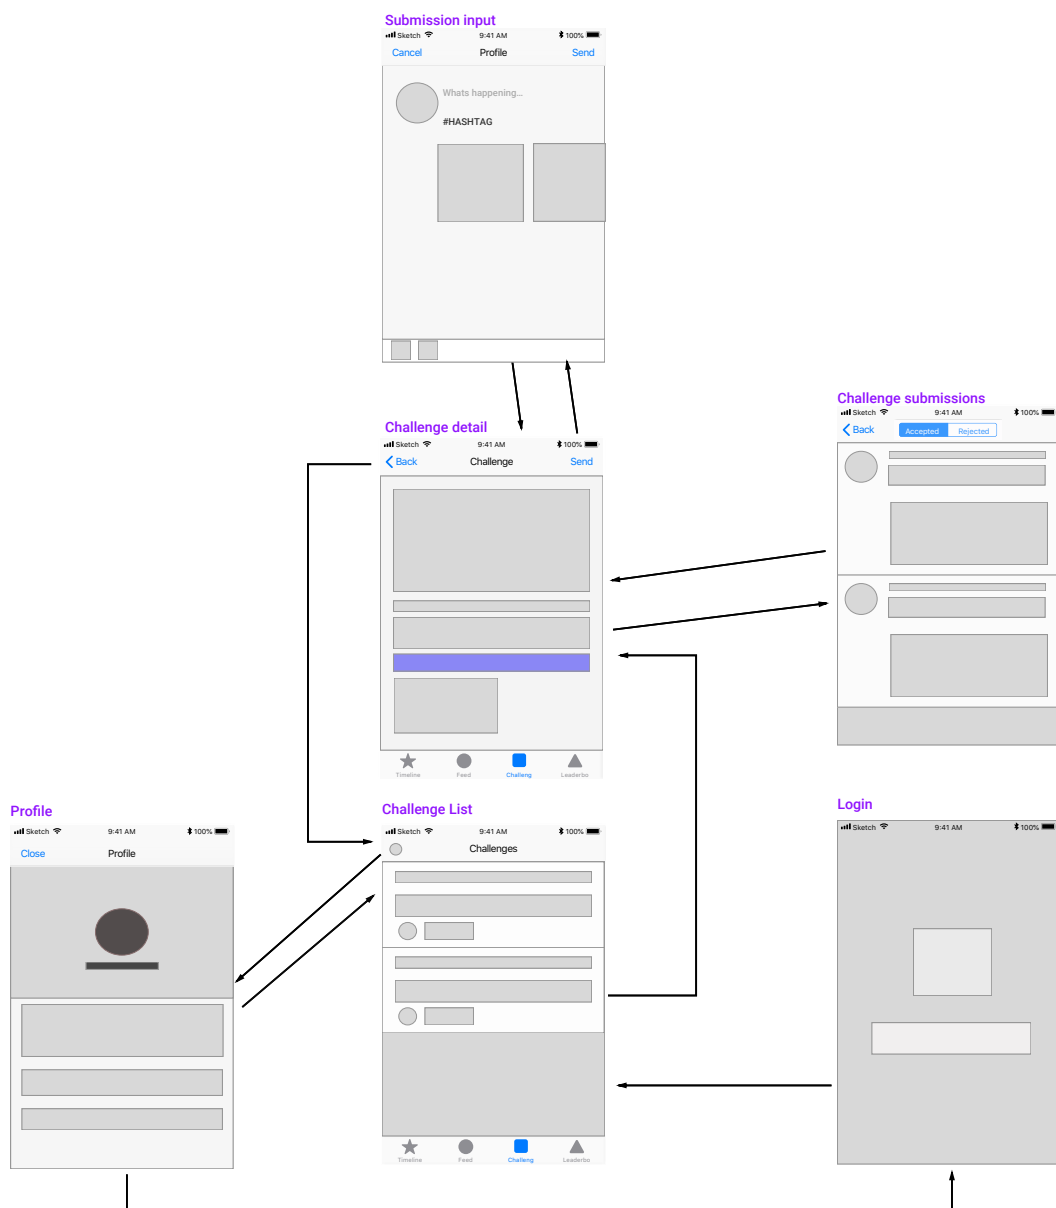 Submission input
Sketch 9:41 AM 100%
Cancel Profile Send
Whats happening...
#HASHTAG
Challenge detail
Sketch 9:41 AM 100%
Back Challenge Send
Timeline Feed Challeng Leaderbo
Challenge submissions
Sketch 9:41 AM 100%
Back Accepted Rejected
Profile
Sketch 9:41 AM 100%
Close Profile
Challenge List
Sketch 9:41 AM 100%
Challenges
Timeline Feed Challeng Leaderbo
Login
Sketch 9:41 AM 100%